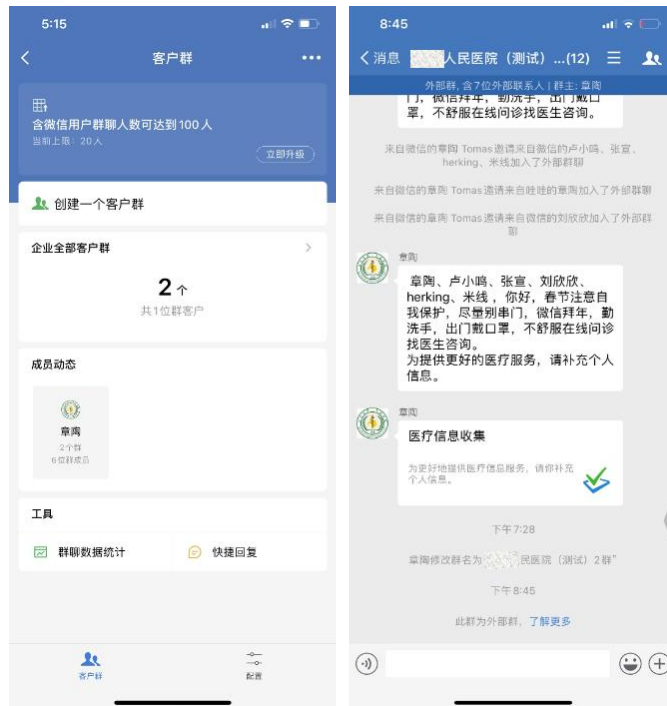 5:15
客户群
含微信用户群聊人数可达到100人
当前上限：20人
立即升级
创建一个客户群
企业全部客户群
2个
共1位群客户
成员动态
章陶
2个群
6位群成员
工具
群聊数据统计
快捷回复
客户群
配置
8:45
消息
人民医院（测试）...(12)
外部群，含7位外部联系人 | 群主：章陶
门，微信拜年，勤洗手，出门戴口
罩，不舒服在线问诊找医生咨询。
来自微信的章陶 Tomas邀请来自微信的卢小鸣、张宣、
herking、米线加入了外部群聊
来自微信的章陶 Tomas邀请来自哇哇的章陶加入了外部群聊
来自微信的章陶 Tomas邀请来自微信的刘欣欣加入了外部群
聊
章陶
章陶、卢小鸣、张宣、刘欣欣、
herking、米线，你好，春节注意自
我保护，尽量别串门，微信拜年，勤
洗手，出门戴口罩，不舒服在线问诊
找医生咨询。
为提供更好的医疗服务，请补充个人
信息。
章陶
医疗信息收集
为更好地提供医疗信息服务，请你补充
个人信息。
下午7:28
章陶修改群名为 民医院（测试）2群”
下午8:45
此群为外部群，了解更多